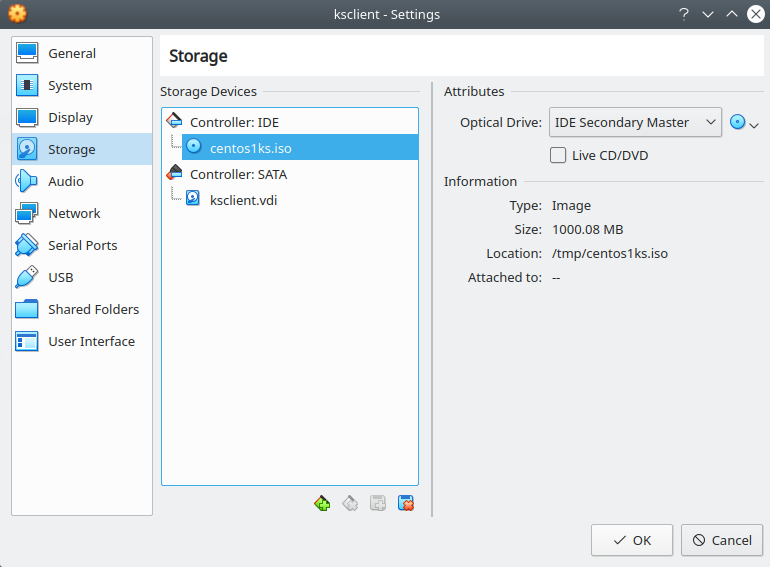 ksclient - Settings
General
System
Display
Storage
Audio
Network
Serial Ports
USB
Shared Folders
User Interface
Storage
Storage Devices
Controller: IDE
centos1ks.iso
Controller: SATA
ksclient.vdi
Attributes
Optical Drive: IDE Secondary Master
Live CD/DVD
Information
Type: Image
Size: 1000.08 MB
Location: /tmp/centos1ks.iso
Attached to: --
OK
Cancel